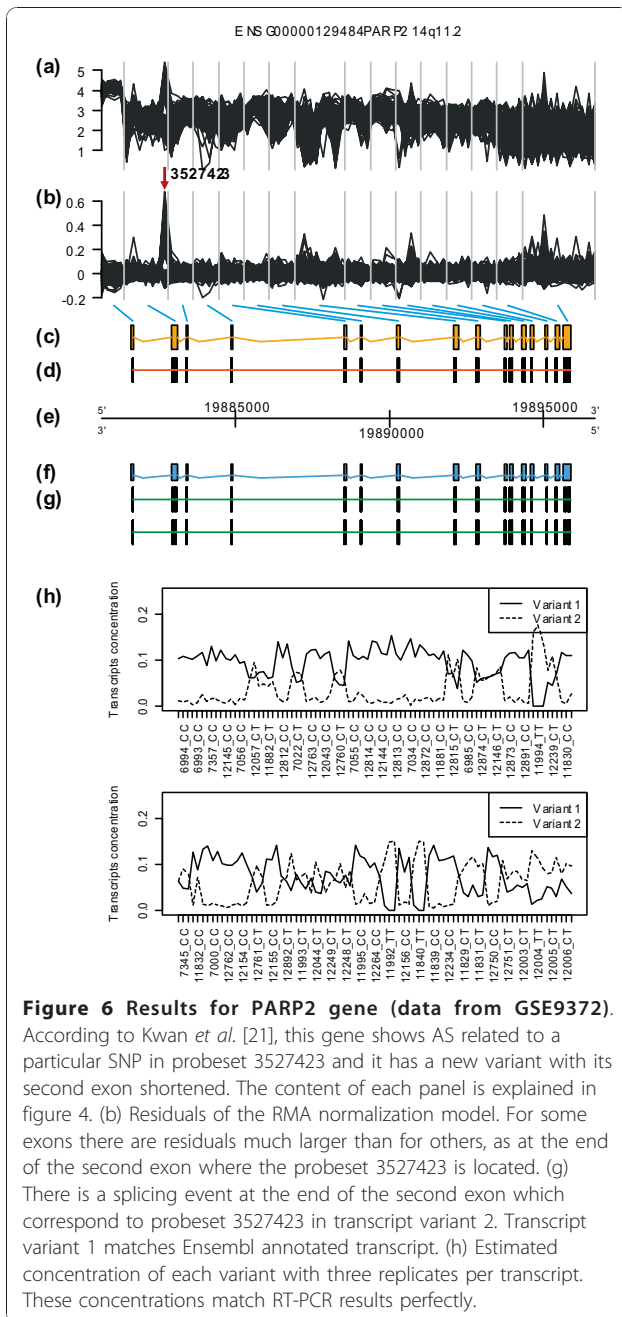 ENSG00000129484PARP2 14q11.2
(a)
5
4
3
2
1
3527423
(b)
0.6
0.4
0.2
0
-0.2
(c)
(d)
(e)
5' 19885000 19895000 3'
3' 19890000 5'
(f)
(g)
(h)
Transcripts concentration
0.2
0.1
0.0
Variant 1
Variant 2
6994_CC
6993_CC
7357_CC
12145_CC
7056_CC
12057_CT
11882_CT
12812_CC
7022_CT
12763_CC
12043_CC
12760_CT
7055_CC
12814_CC
12144_CC
12813_CC
7034_CC
12872_CC
11881_CC
12815_CT
6985_CC
12874_CT
12146_CT
12873_CC
12891_CC
11994_TT
12239_CT
11830_CC
Transcripts concentration
0.2
0.1
0.0
Variant 1
Variant 2
7345_CC
11832_CC
7000_CC
12762_CC
12154_CC
12761_CT
12155_CC
12892_CT
11993_CT
12044_CT
12249_CT
12248_CT
11995_CC
12264_CC
11992_TT
12156_CC
11840_TT
11839_CC
12234_CC
11829_CT
11831_CT
12750_CC
12751_CT
12003_CT
12004_TT
12005_CT
12006_CT
Figure 6 Results for PARP2 gene (data from GSE9372).
According to Kwan et al. [21], this gene shows AS related to a
particular SNP in probeset 3527423 and it has a new variant with its
second exon shortened. The content of each panel is explained in
figure 4. (b) Residuals of the RMA normalization model. For some
exons there are residuals much larger than for others, as at the end
of the second exon where the probeset 3527423 is located. (g)
There is a splicing event at the end of the second exon which
correspond to probeset 3527423 in transcript variant 2. Transcript
variant 1 matches Ensembl annotated transcript. (h) Estimated
concentration of each variant with three replicates per transcript.
These concentrations match RT-PCR results perfectly.